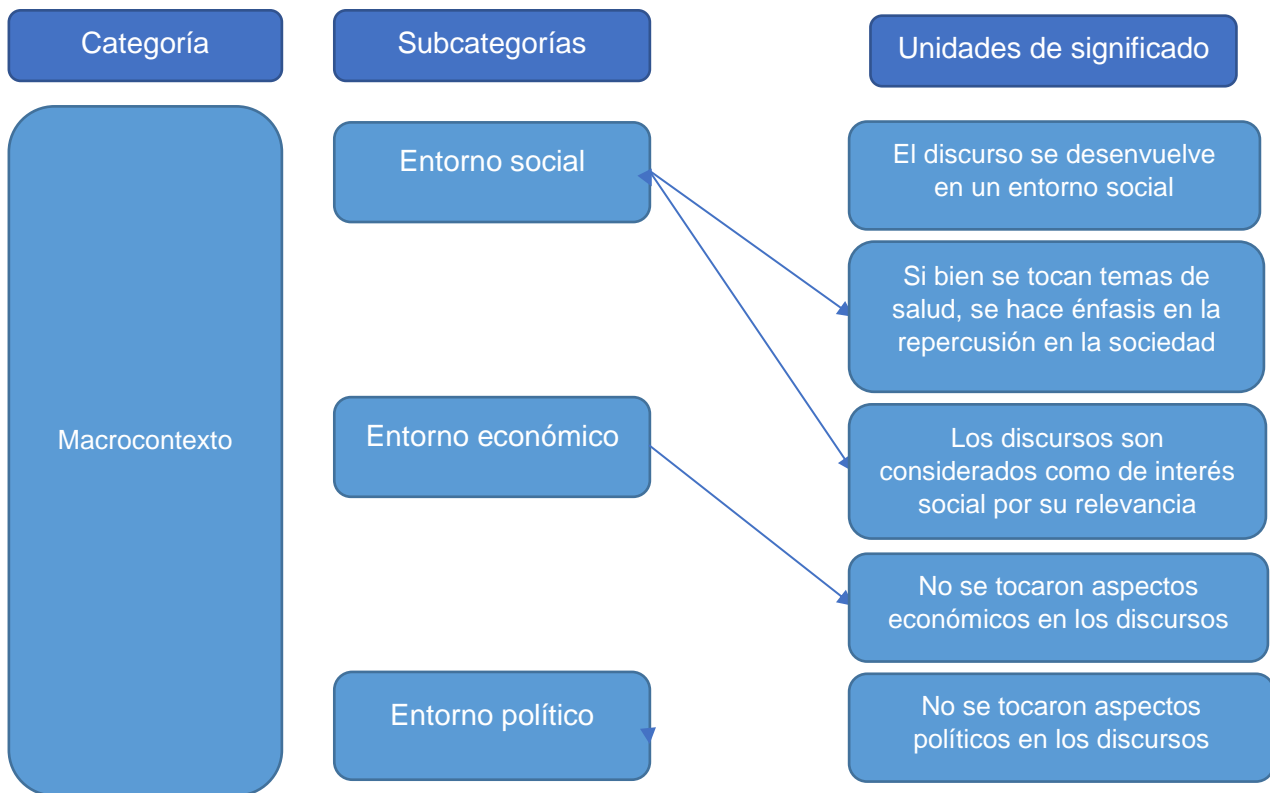 Categoría
Subcategorías
Unidades de significado
Macrocontexto
Entorno social
Entorno económico
Entorno político
El discurso se desenvuelve
en un entorno social
Si bien se tocan temas de
salud, se hace énfasis en la
repercusión en la sociedad
Los discursos son
considerados como de interés
social por su relevancia
No se tocaron aspectos
económicos en los discursos
No se tocaron aspectos
políticos en los discursos